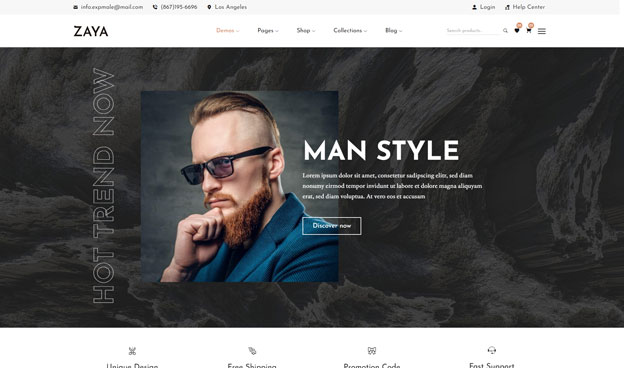 info.expmale@mail.com (867)195-6696 Los Angeles Login Help Center
ZAYA Demos Pages Shop Collections Blog Search products..
HOT TREND NOW
MAN STYLE
Lorem ipsum dolor sit amet, consetetur sadipscing elitr, sed diam
nonumy eirmod tempor invidunt ut labore et dolore magna aliquyam
erat, sed diam voluptua. At vero eos et accusam
Discover now
Unique Design Free Shipping Promotion Code Fast Support